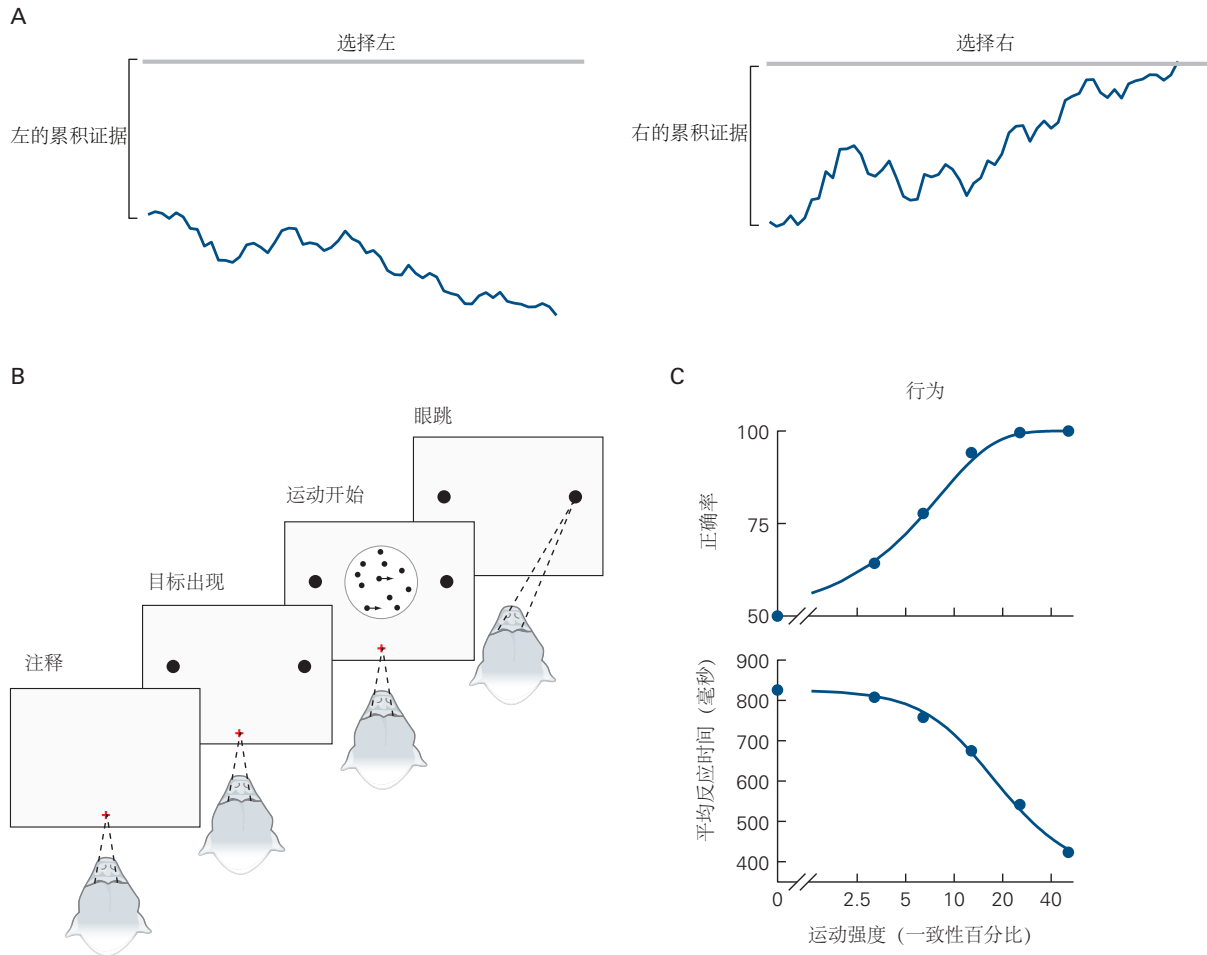 A
选择左
选择右
左的累积证据
右的累积证据
B
眼跳
运动开始
目标出现
注释
C
行为
100
75
50
正确率
900
800
700
600
500
400
平均反应时间（毫秒）
0
2.5
5
10
20
40
运动强度（一致性百分比）